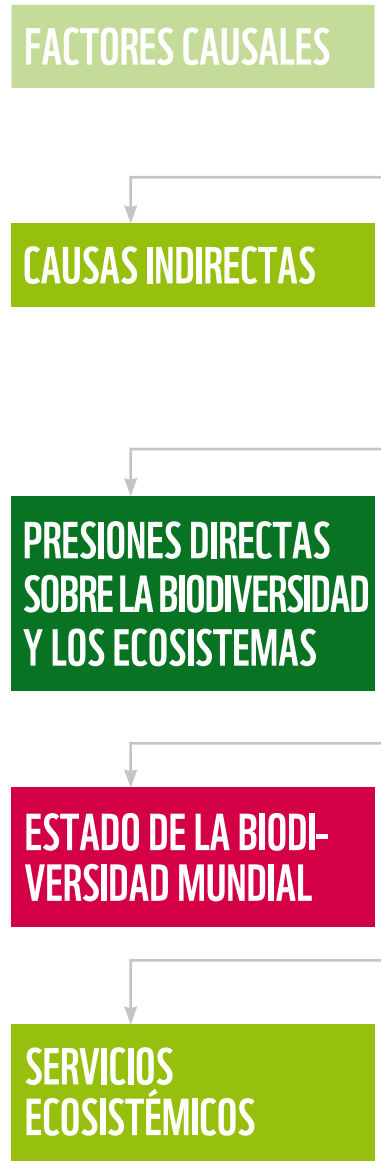 FACTORES CAUSALES
CAUSAS INDIRECTAS
PRESIONES DIRECTAS
SOBRE LA BIODIVERSIDAD
Y LOS ECOSISTEMAS
ESTADO DE LA BIODI-
VERSIDAD MUNDIAL
SERVICIOS
ECOSISTÉMICOS